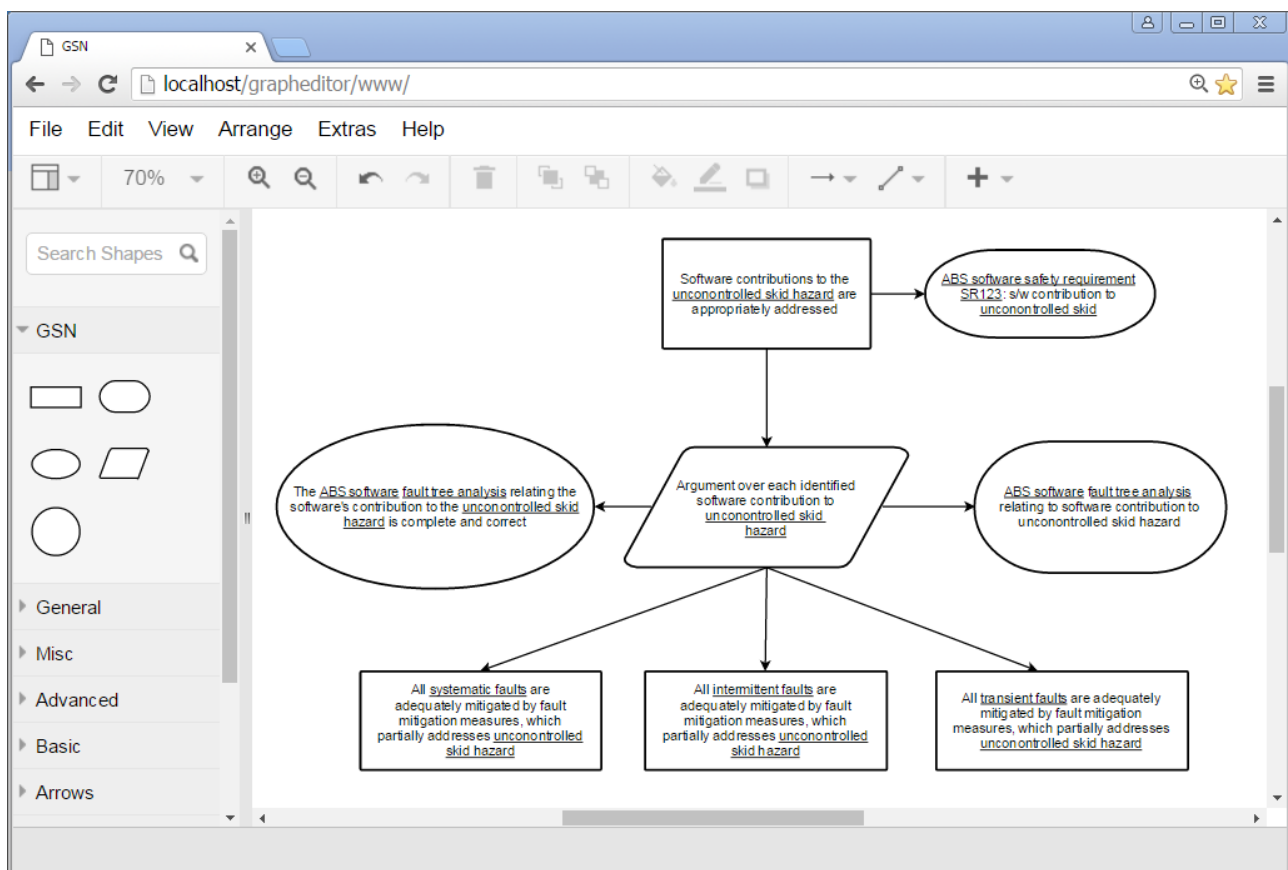 GSN
localhost/grapheditor/www/
File Edit View Arrange Extras Help
70%
Search Shapes
GSN
General
Misc
Advanced
Basic
Arrows
Software contributions to the
unconontrolled skid hazard are
appropriately addressed
ABS software safety requirement
SR123: s/w contribution to
unconontrolled skid
The ABS software fault tree analysis relating the
software's contribution to the unconontrolled skid
hazard is complete and correct
Argument over each identified
software contribution to
unconontrolled skid
hazard
ABS software fault tree analysis
relating to software contribution to
unconontrolled skid hazard
All systematic faults are
adequately mitigated by fault
mitigation measures, which
partially addresses unconontrolled
skid hazard
All intermittent faults are
adequately mitigated by fault
mitigation measures, which
partially addresses unconontrolled
skid hazard
All transient faults are adequately
mitigated by fault mitigation
measures, which partially addresses
unconontrolled skid hazard